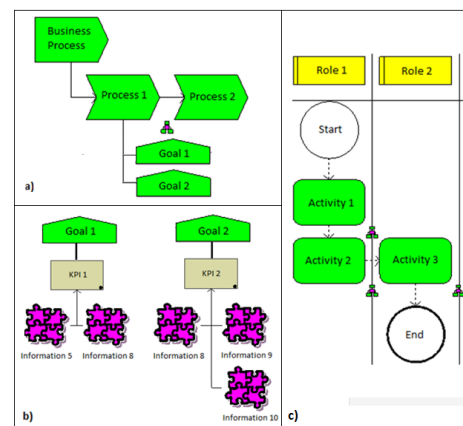 Business
Process
Process 1
Process 2
Goal 1
Goal 2
a)
Goal 1
Goal 2
KPI 1
KPI 2
Information 5
Information 8
Information 8
Information 9
Information 10
b)
Role 1
Role 2
Start
Activity 1
Activity 2
Activity 3
End
c)